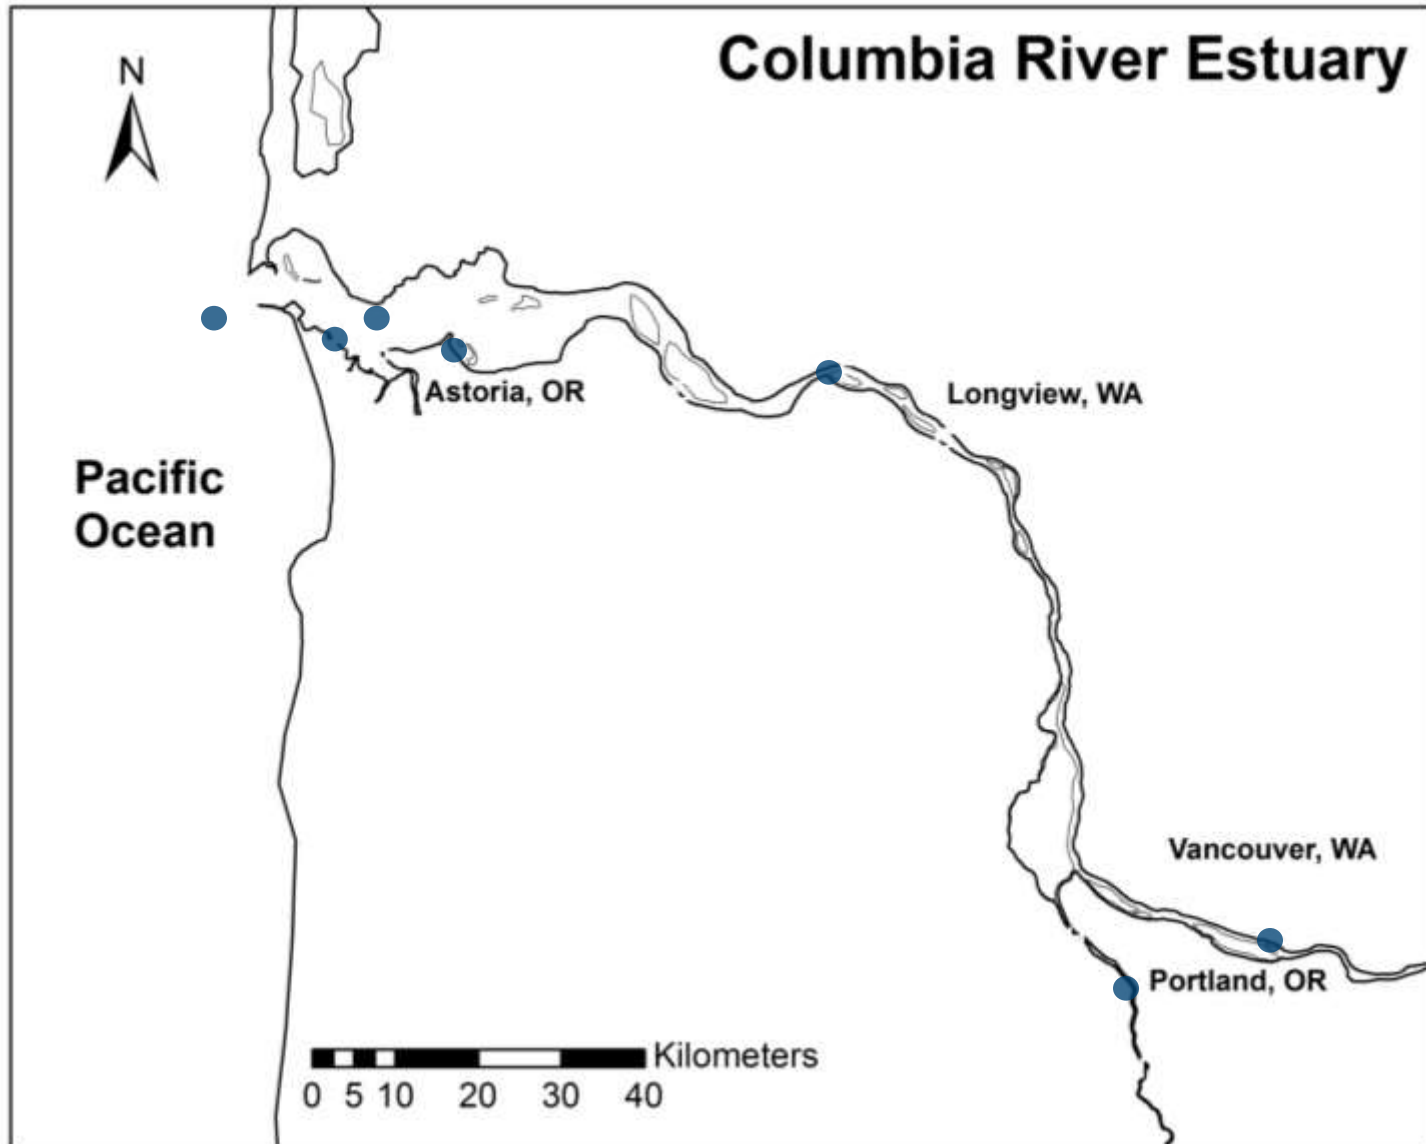 Columbia River Estuary
N
Astoria, OR
Longview, WA
Pacific
Ocean
Vancouver, WA
Portland, OR
Kilometers
0 5 10 20 30 40